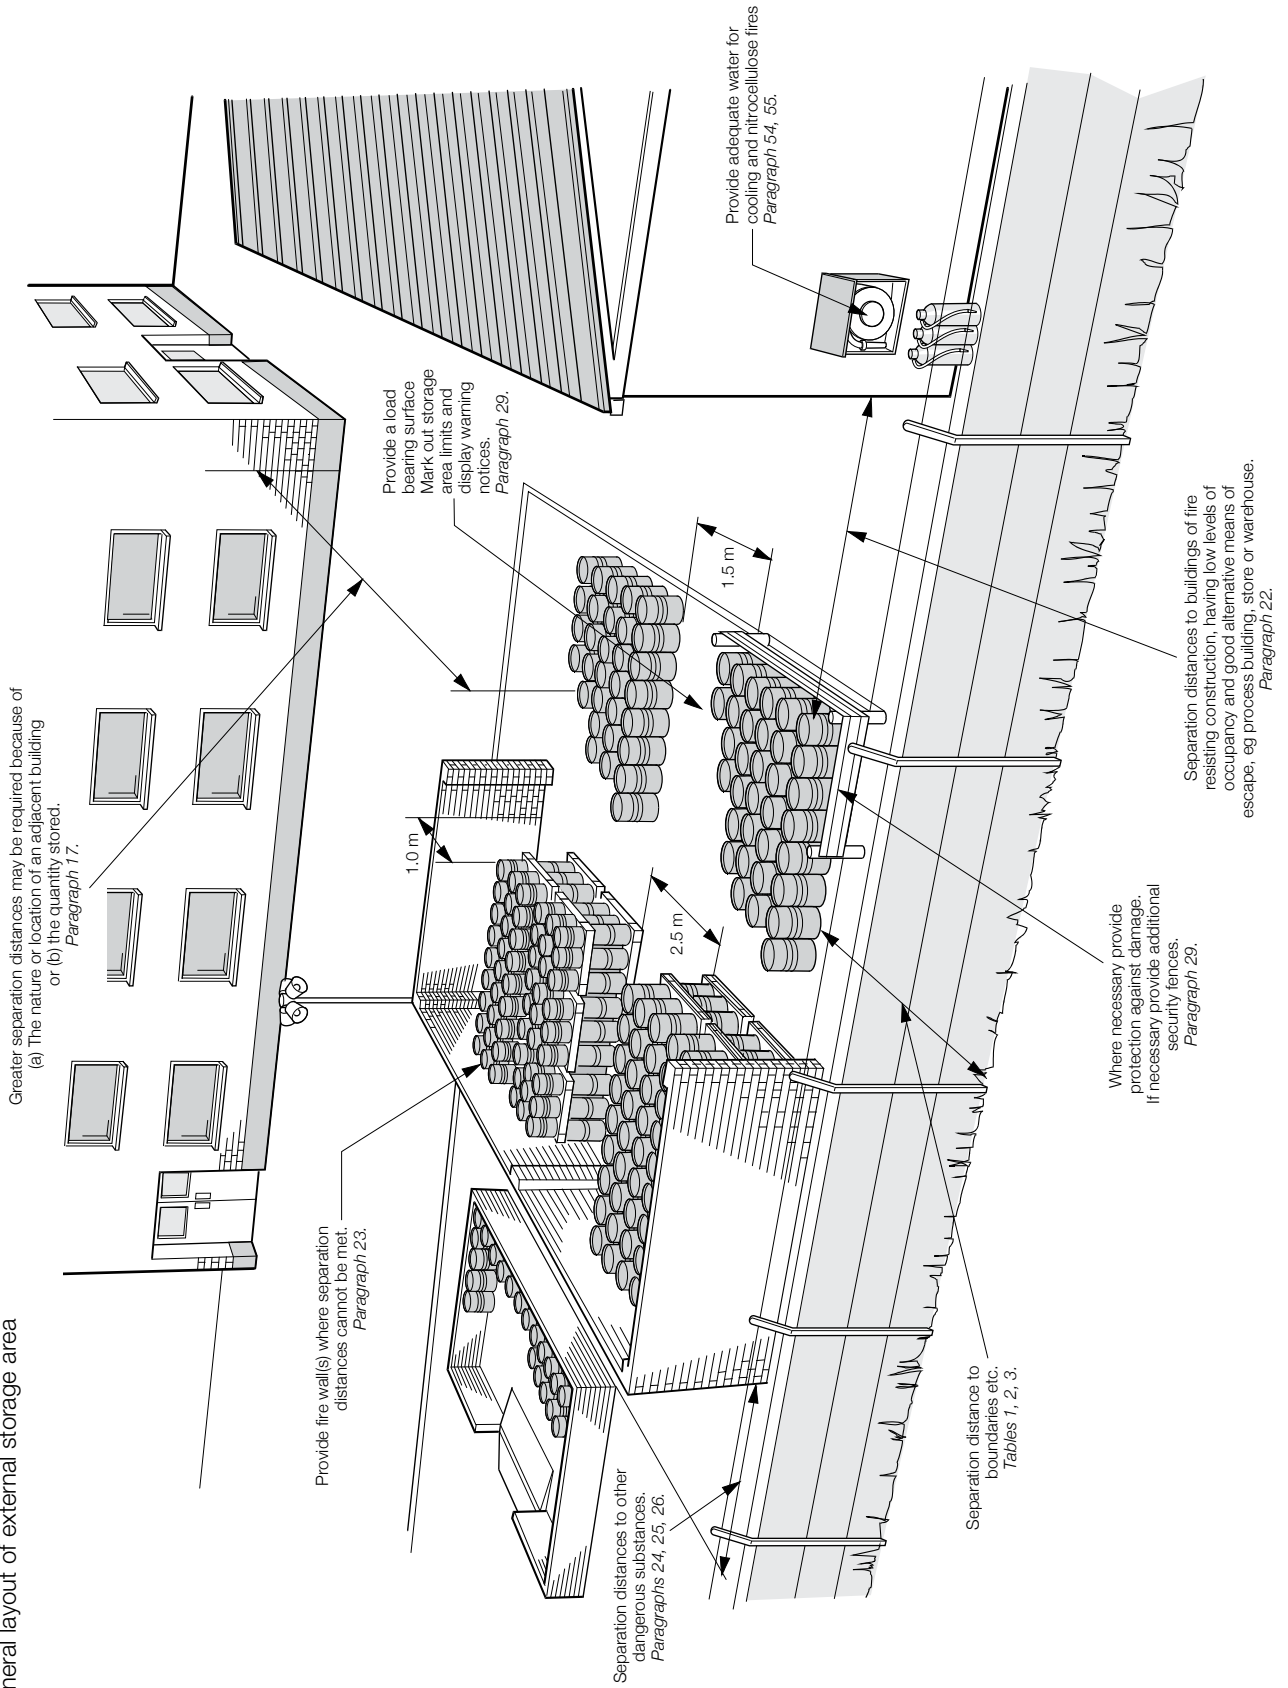 neral layout of external storage area
Greater separation distances may be required because of
(a) The nature or location of an adjacent building
or (b) the quantity stored.
Paragraph 17.
Provide fire wall(s) where separation
distances cannot be met.
Paragraph 23.
1.0 m
Provide a load
bearing surface
Mark out storage
area limits and
display warning
notices.
Paragraph 29.
Provide adequate water for
cooling and nitrocellulose fires
Paragraph 54, 55.
2.5 m
1.5 m
Separation distances to other
dangerous substances.
Paragraphs 24, 25, 26.
Separation distance to
boundaries etc.
Tables 1, 2, 3.
Where necessary provide
protection against damage.
If necessary provide additional
security fences.
Paragraph 29.
Separation distances to buildings of fire
resisting construction, having low levels of
occupancy and good alternative means of
escape, eg process building, store or warehouse.
Paragraph 22.